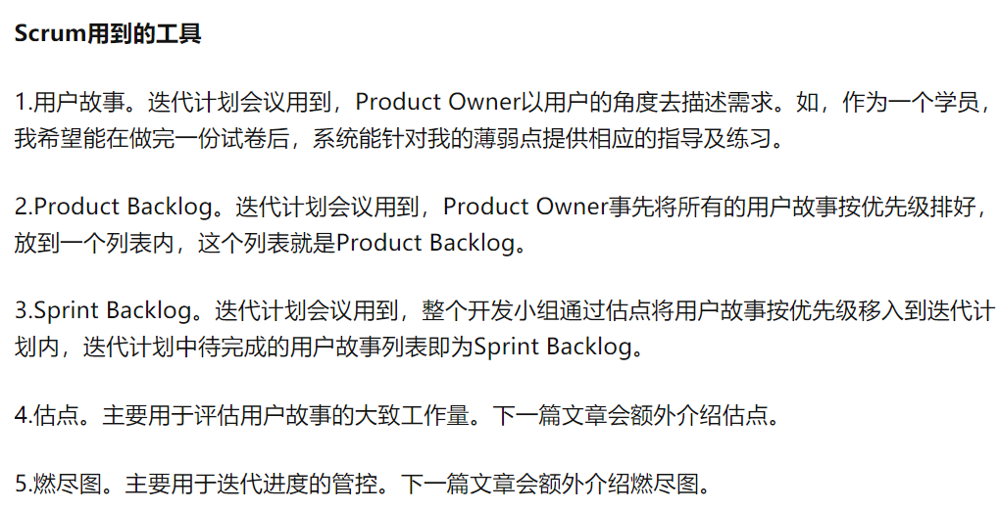 Scrum用到的工具
1.用户故事。迭代计划会议用到，Product Owner以用户的角度去描述需求。如，作为一个学员，
我希望能在做完一份试卷后，系统能针对我的薄弱点提供相应的指导及练习。
2.Product Backlog。迭代计划会议用到，Product Owner事先将所有的用户故事按优先级排好，
放到一个列表内，这个列表就是Product Backlog。
3.Sprint Backlog。迭代计划会议用到，整个开发小组通过估点将用户故事按优先级移入到迭代计
划内，迭代计划中待完成的用户故事列表即为Sprint Backlog。
4.估点。主要用于评估用户故事的大致工作量。下一篇文章会额外介绍估点。
5.燃尽图。主要用于迭代进度的管控。下一篇文章会额外介绍燃尽图。